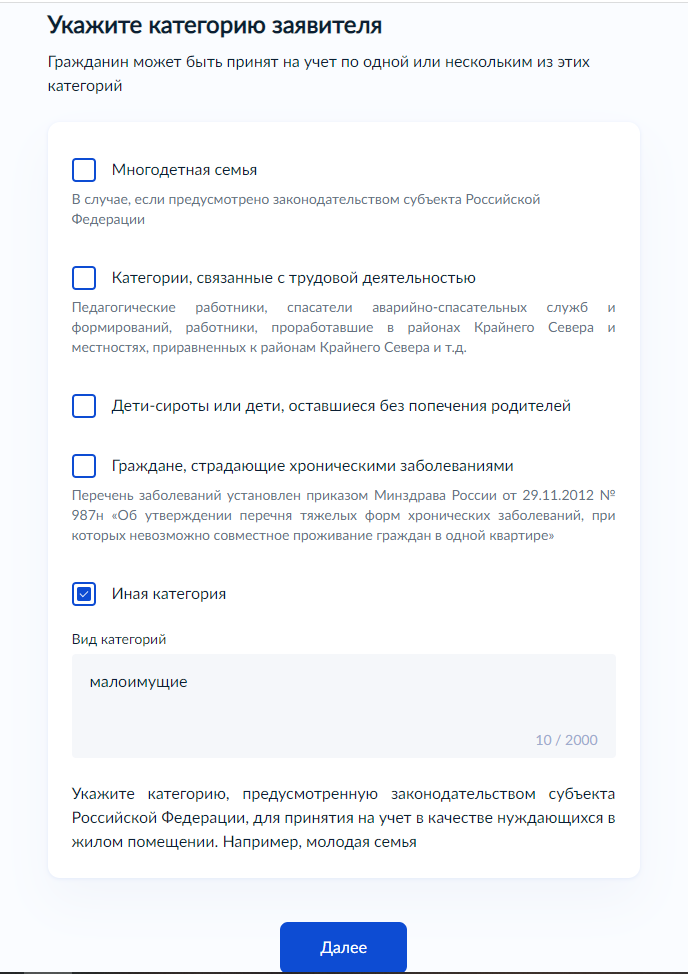 Укажите категорию заявителя
Гражданин может быть принят на учет по одной или нескольким из этих
категорий
Многодетная семья
В случае, если предусмотрено законодательством субъекта Российской
Федерации
Категории, связанные с трудовой деятельностью
Педагогические работники, спасатели аварийно-спасательных служб и
формирований, работники, проработавшие в районах Крайнего Севера и
местностях, приравненных к районам Крайнего Севера и т.д.
Дети-сироты или дети, оставшиеся без попечения родителей
Граждане, страдающие хроническими заболеваниями
Перечень заболеваний установлен приказом Минздрава России от 29.11.2012 №
987н «Об утверждении перечня тяжелых форм хронических заболеваний, при
которых невозможно совместное проживание граждан в одной квартире»
Иная категория
Вид категорий
малоимущие
10 / 2000
Укажите категорию, предусмотренную законодательством субъекта
Российской Федерации, для принятия на учет в качестве нуждающихся в
жилом помещении. Например, молодая семья
Далее